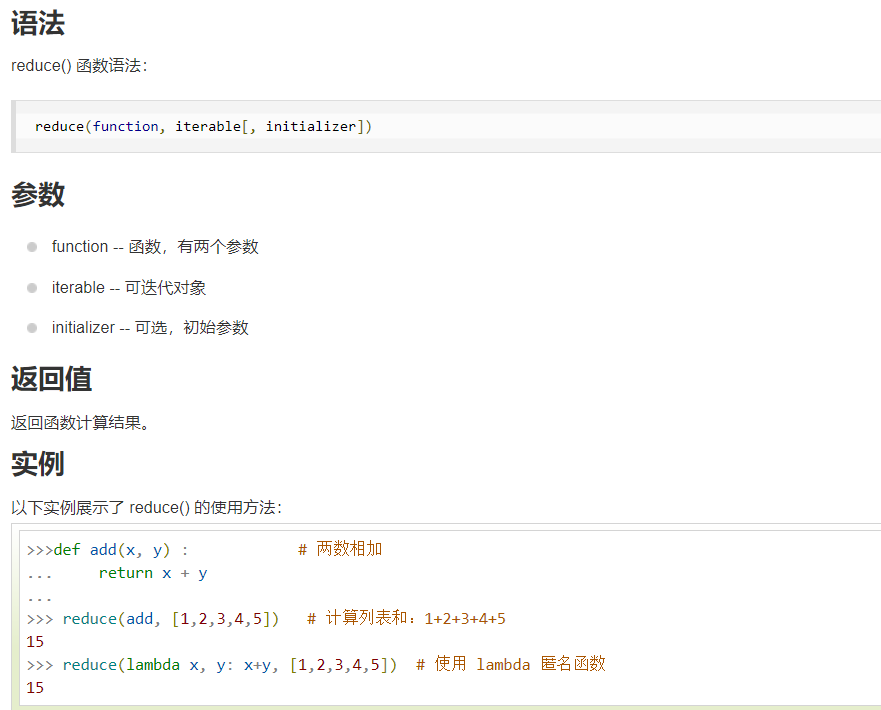 语法
reduce() 函数语法：
reduce(function, iterable[, initializer])
参数
function -- 函数，有两个参数
iterable -- 可迭代对象
initializer -- 可选，初始参数
返回值
返回函数计算结果。
实例
以下实例展示了 reduce() 的使用方法：
>>>def add(x, y) :            # 两数相加
...     return x + y
...
>>> reduce(add, [1,2,3,4,5])   # 计算列表和：1+2+3+4+5
15
>>> reduce(lambda x, y: x+y, [1,2,3,4,5])  # 使用 lambda 匿名函数
15